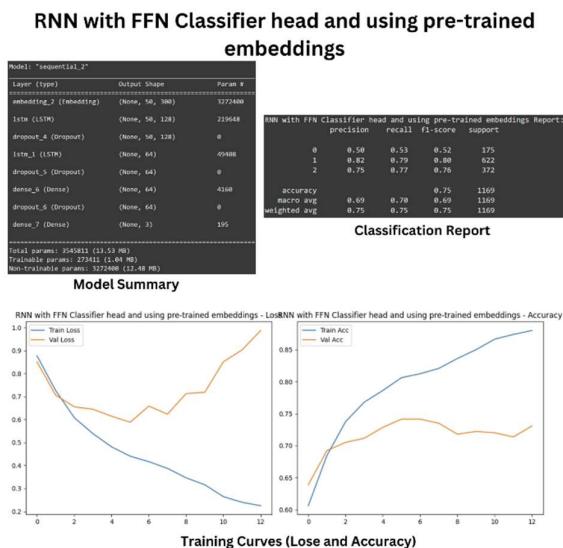 RNN with FFN Classifier head and using pre-trained
embeddings
Model: "sequential_2"
Layer (type) Output Shape Param #
embedding_2 (Embedding) (None, 50, 300) 3272400
lstm (LSTM) (None, 50, 128) 219648
dropout_4 (Dropout) (None, 50, 128) 0
lstm_1 (LSTM) (None, 64) 49408
dropout_5 (Dropout) (None, 64) 0
dense_6 (Dense) (None, 64) 4160
dropout_6 (Dropout) (None, 64) 0
dense_7 (Dense) (None, 3) 195
Total params: 3545811 (13.53 MB)
Trainable params: 273411 (1.04 MB)
Non-trainable params: 3272400 (12.48 MB)
Model Summary
RNN with FFN Classifier head and using pre-trained embeddings Report:
precision recall f1-score support
0 0.50 0.53 0.52 175
1 0.82 0.79 0.80 622
2 0.75 0.77 0.76 372
accuracy 0.75 1169
macro avg 0.69 0.70 0.69 1169
weighted avg 0.75 0.75 0.75 1169
Classification Report
RNN with FFN Classifier head and using pre-trained embeddings - Loss
Train Loss
Val Loss
1.0
0.9
0.8
0.7
0.6
0.5
0.4
0.3
0.2
0 2 4 6 8 10 12
RNN with FFN Classifier head and using pre-trained embeddings - Accuracy
Train Acc
Val Acc
0.85
0.80
0.75
0.70
0.65
0.60
0 2 4 6 8 10 12
Training Curves (Lose and Accuracy)